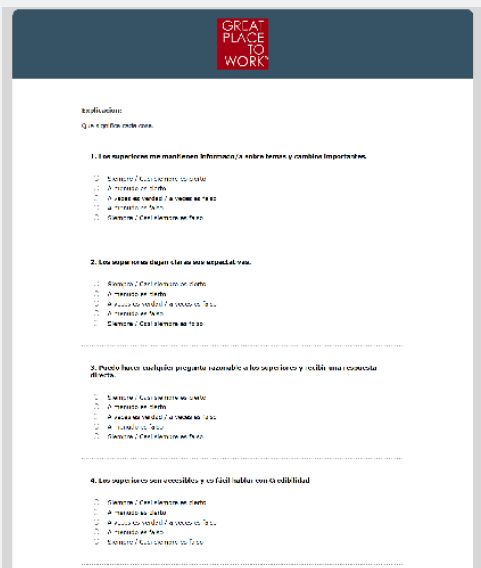 GREAT
PLACE
TO
WORK
Explicacion:
Que significa cada cosa.
1. Los superiores me mantienen informado/a sobre temas y cambios importantes.
Siempre / Casi siempre es cierto
A menudo es cierto
A veces es verdad / a veces es falso
A menudo es falso
Siempre / Casi siempre es falso
2. Los superiores dejan claras sus expectativas.
Siempre / Casi siempre es cierto
A menudo es cierto
A veces es verdad / a veces es falso
A menudo es falso
Siempre / Casi siempre es falso
3. Puedo hacer cualquier pregunta razonable a los superiores y recibir una respuesta
directa.
Siempre / Casi siempre es cierto
A menudo es cierto
A veces es verdad / a veces es falso
A menudo es falso
Siempre / Casi siempre es falso
4. Los superiores son accesibles y es fácil hablar con Credibilidad
Siempre / Casi siempre es cierto
A menudo es cierto
A veces es verdad / a veces es falso
A menudo es falso
Siempre / Casi siempre es falso